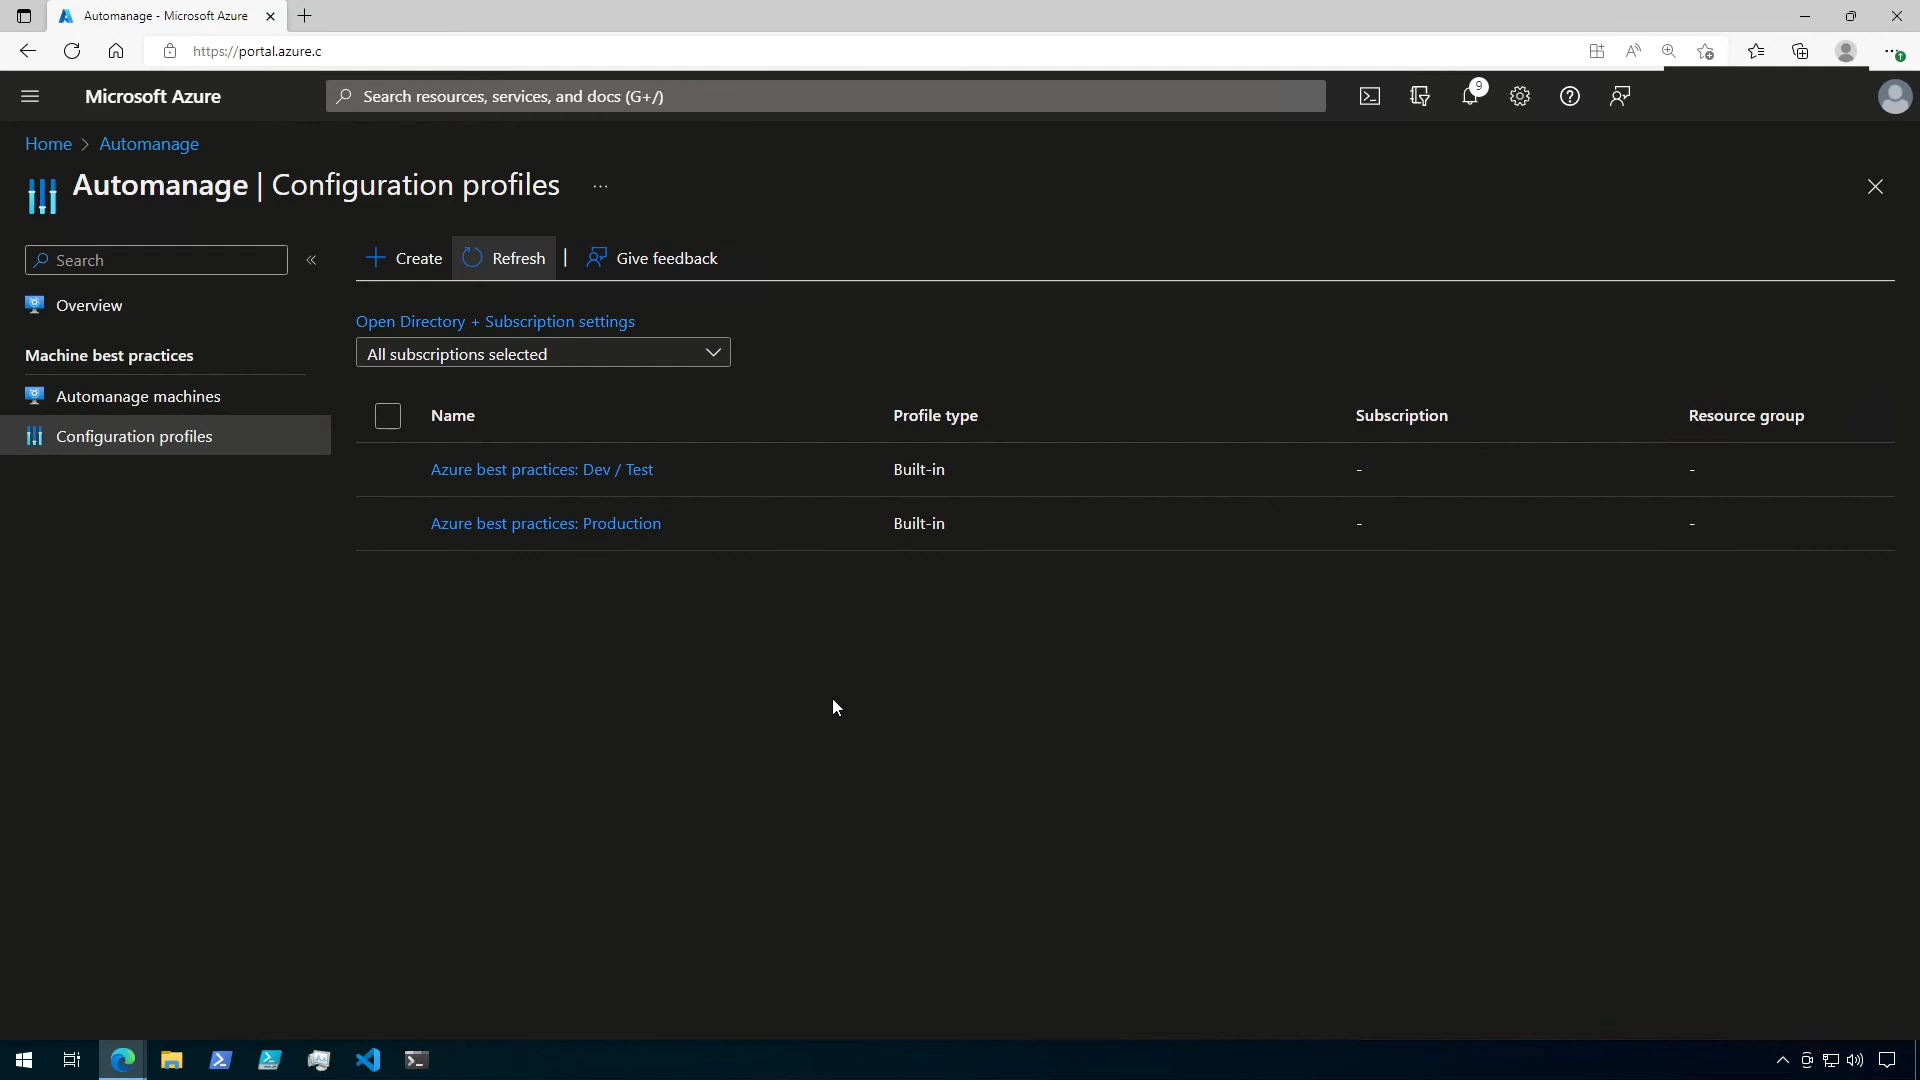 Automanage - Microsoft Azure
https://portal.azure.c
Microsoft Azure
Search resources, services, and docs (G+/)
9
Home > Automanage
Automanage | Configuration profiles ...
Search
«
Overview
Machine best practices
Automanage machines
Configuration profiles
Create
Refresh
Give feedback
Open Directory + Subscription settings
All subscriptions selected
Name Profile type Subscription Resource group
Azure best practices: Dev / Test Built-in - -
Azure best practices: Production Built-in - -